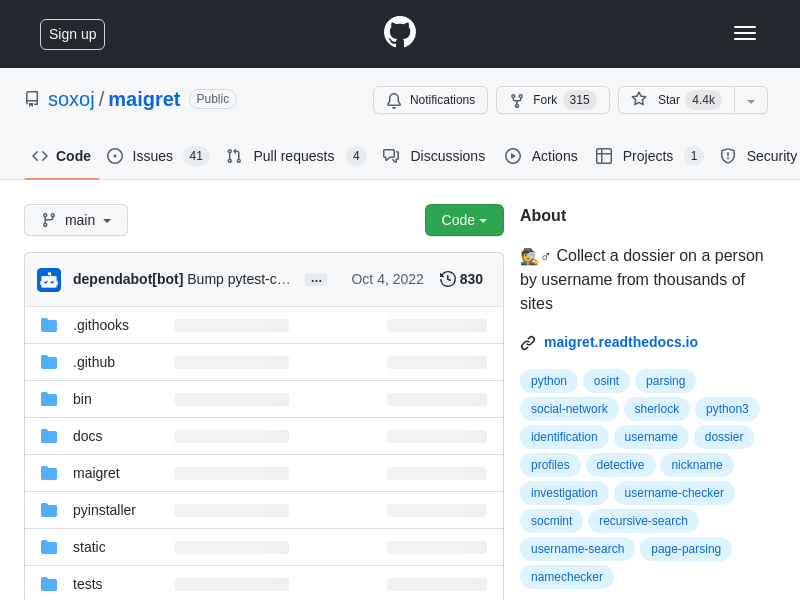 Sign up
soxoj / maigret Public
Notifications
Fork 315
Star 4.4k
Code
Issues 41
Pull requests 4
Discussions
Actions
Projects 1
Security
main
Code
dependabot[bot] Bump pytest-c… … Oct 4, 2022 830
.githooks
.github
bin
docs
maigret
pyinstaller
static
tests
About
🕵️‍♂ Collect a dossier on a person
by username from thousands of
sites
maigret.readthedocs.io
python osint parsing
social-network sherlock python3
identification username dossier
profiles detective nickname
investigation username-checker
socmint recursive-search
username-search page-parsing
namechecker